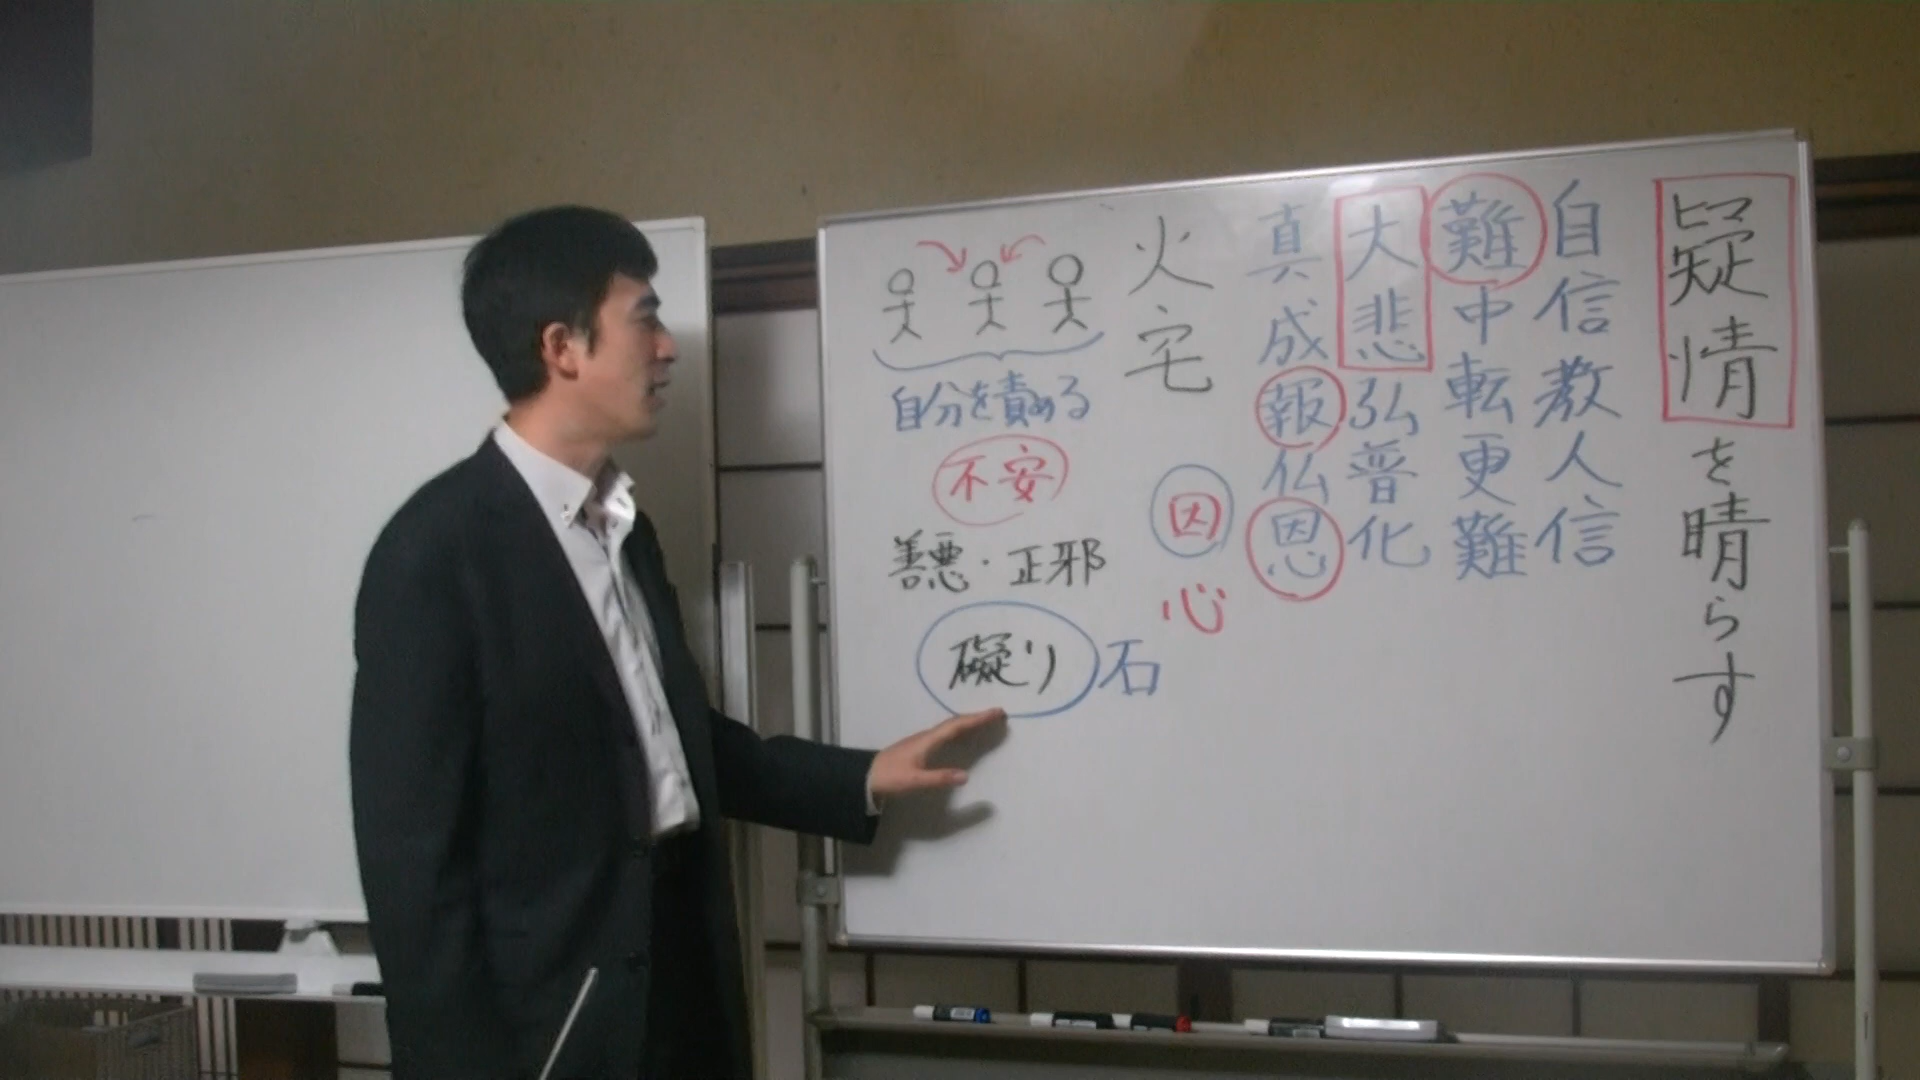 疑情を晴らす
自信教人信
難中転更難
大悲弘普化
真成報仏恩
火宅
因
心
自分を責める
不安
善悪・正邪
礙り
石